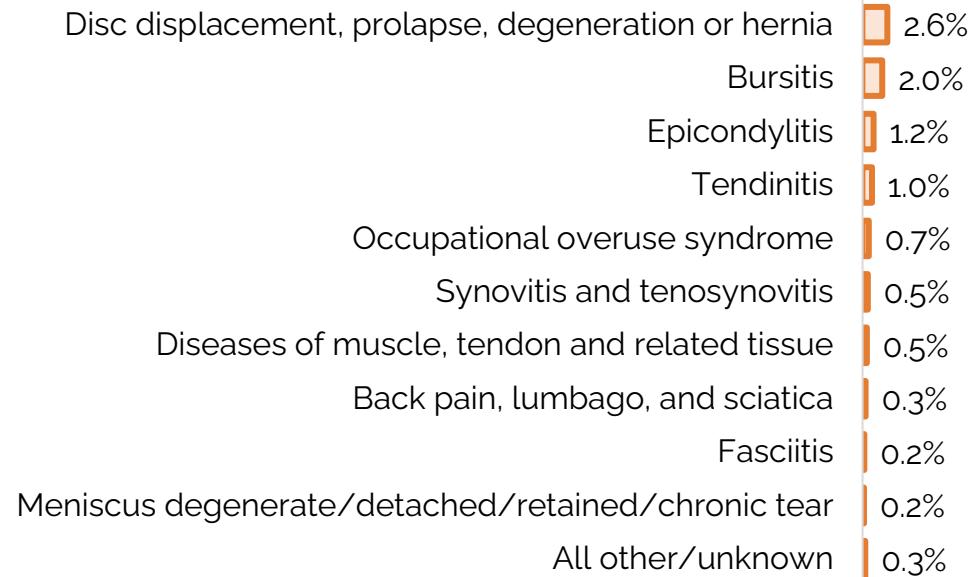 Disc displacement, prolapse, degeneration or hernia 2.6%
Bursitis 2.0%
Epicondylitis 1.2%
Tendinitis 1.0%
Occupational overuse syndrome 0.7%
Synovitis and tenosynovitis 0.5%
Diseases of muscle, tendon and related tissue 0.5%
Back pain, lumbago, and sciatica 0.3%
Fasciitis 0.2%
Meniscus degenerate/detached/retained/chronic tear 0.2%
All other/unknown 0.3%